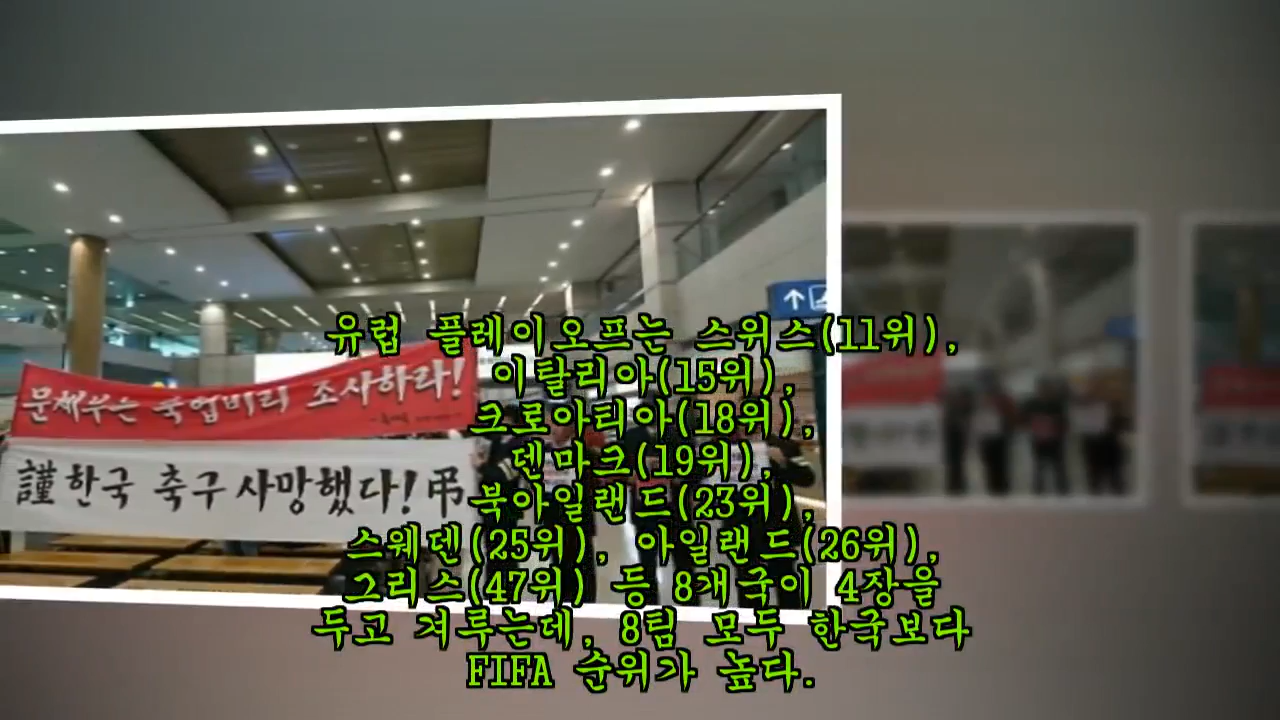 문체부는 축협비리 조사하라!
謹 한국 축구 사망했다! 弔
유럽 플레이오프는 스위스(11위),
이탈리아(15위),
크로아티아(18위),
덴마크(19위),
북아일랜드(23위),
스웨덴(25위), 아일랜드(26위),
그리스(47위) 등 8개국이 4장을
두고 겨루는데, 8팀 모두 한국보다
FIFA 순위가 높다.